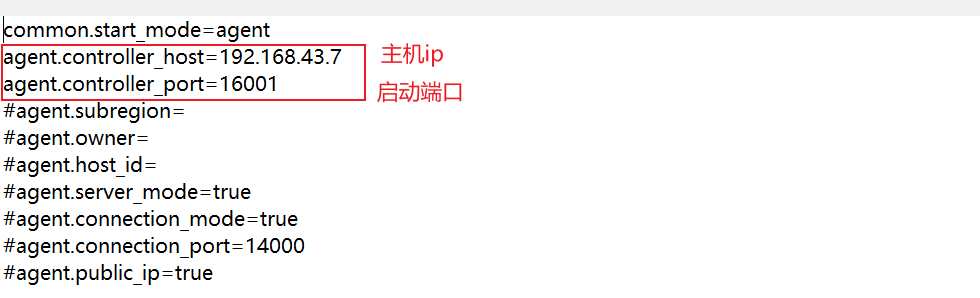 common.start_mode=agent
agent.controller_host=192.168.43.7 主机ip
agent.controller_port=16001 启动端口
#agent.subregion=
#agent.owner=
#agent.host_id=
#agent.server_mode=true
#agent.connection_mode=true
#agent.connection_port=14000
#agent.public_ip=true